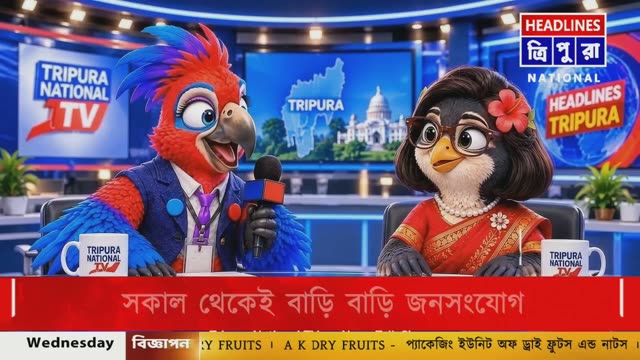 HEADLINES
ত্রিপুরা
NATIONAL
TRIPURA
NATIONAL
TV
TRIPURA
HEADLINES
TRIPURA
TRIPURA
NATIONAL
TV
TRIPURA
NATIONAL
TV
সকাল থেকেই বাড়ি বাড়ি জনসংযোগ
Wednesday
বিজ্ঞাপন
RY FRUITS | A K DRY FRUITS - প্যাকেজিং ইউনিট অফ ড্রাই ফ্রুটস এন্ড নাটস